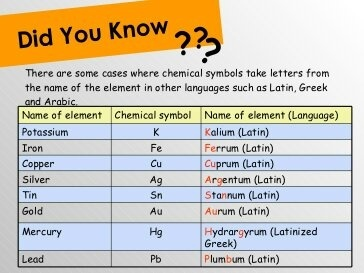 Did You Know ???
There are some cases where chemical symbols take letters from
the name of the element in other languages such as Latin, Greek
and Arabic.
Name of element Chemical symbol Name of element (Language)
Potassium K Kalium (Latin)
Iron Fe Ferrum (Latin)
Copper Cu Cuprum (Latin)
Silver Ag Argentum (Latin)
Tin Sn Stannum (Latin)
Gold Au Aurum (Latin)
Mercury Hg Hydrargyrum (Latinized
Greek)
Lead Pb Plumbum (Latin)